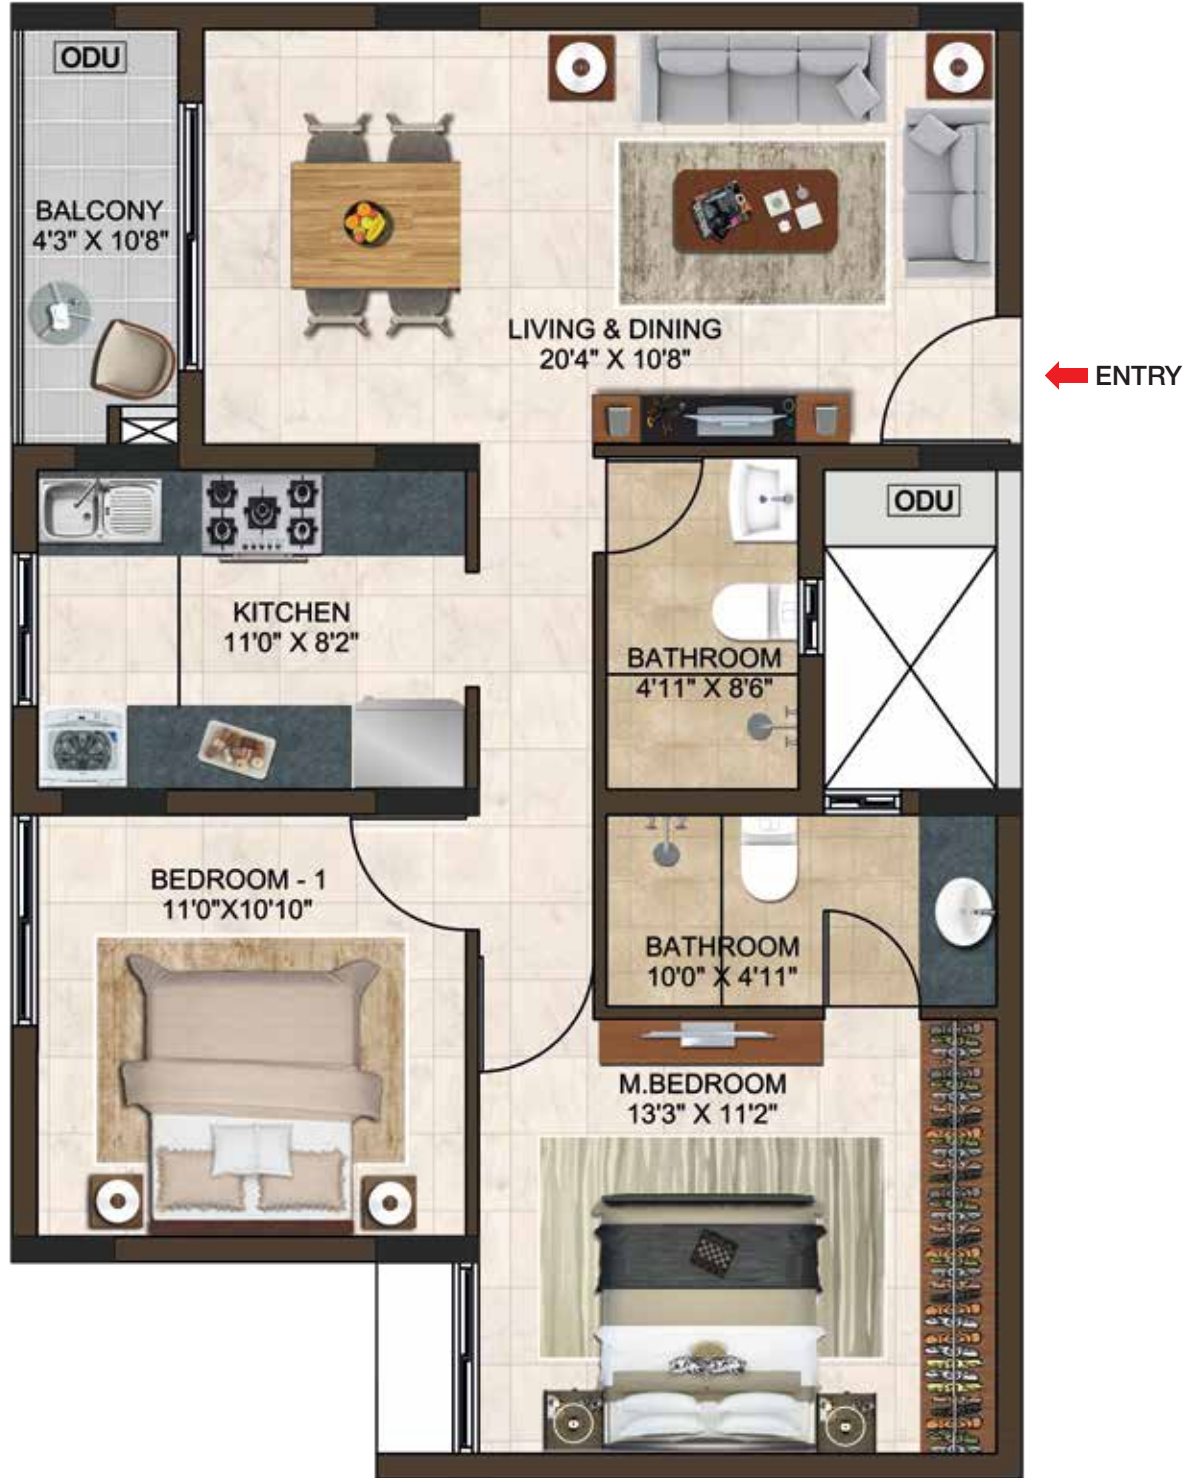 ODU
BALCONY
4'3" X 10'8"
LIVING & DINING
20'4" X 10'8"
ENTRY
ODU
KITCHEN
11'0" X 8'2"
BATHROOM
4'11" X 8'6"
BEDROOM - 1
11'0"X10'10"
BATHROOM
10'0" X 4'11"
M.BEDROOM
13'3" X 11'2"